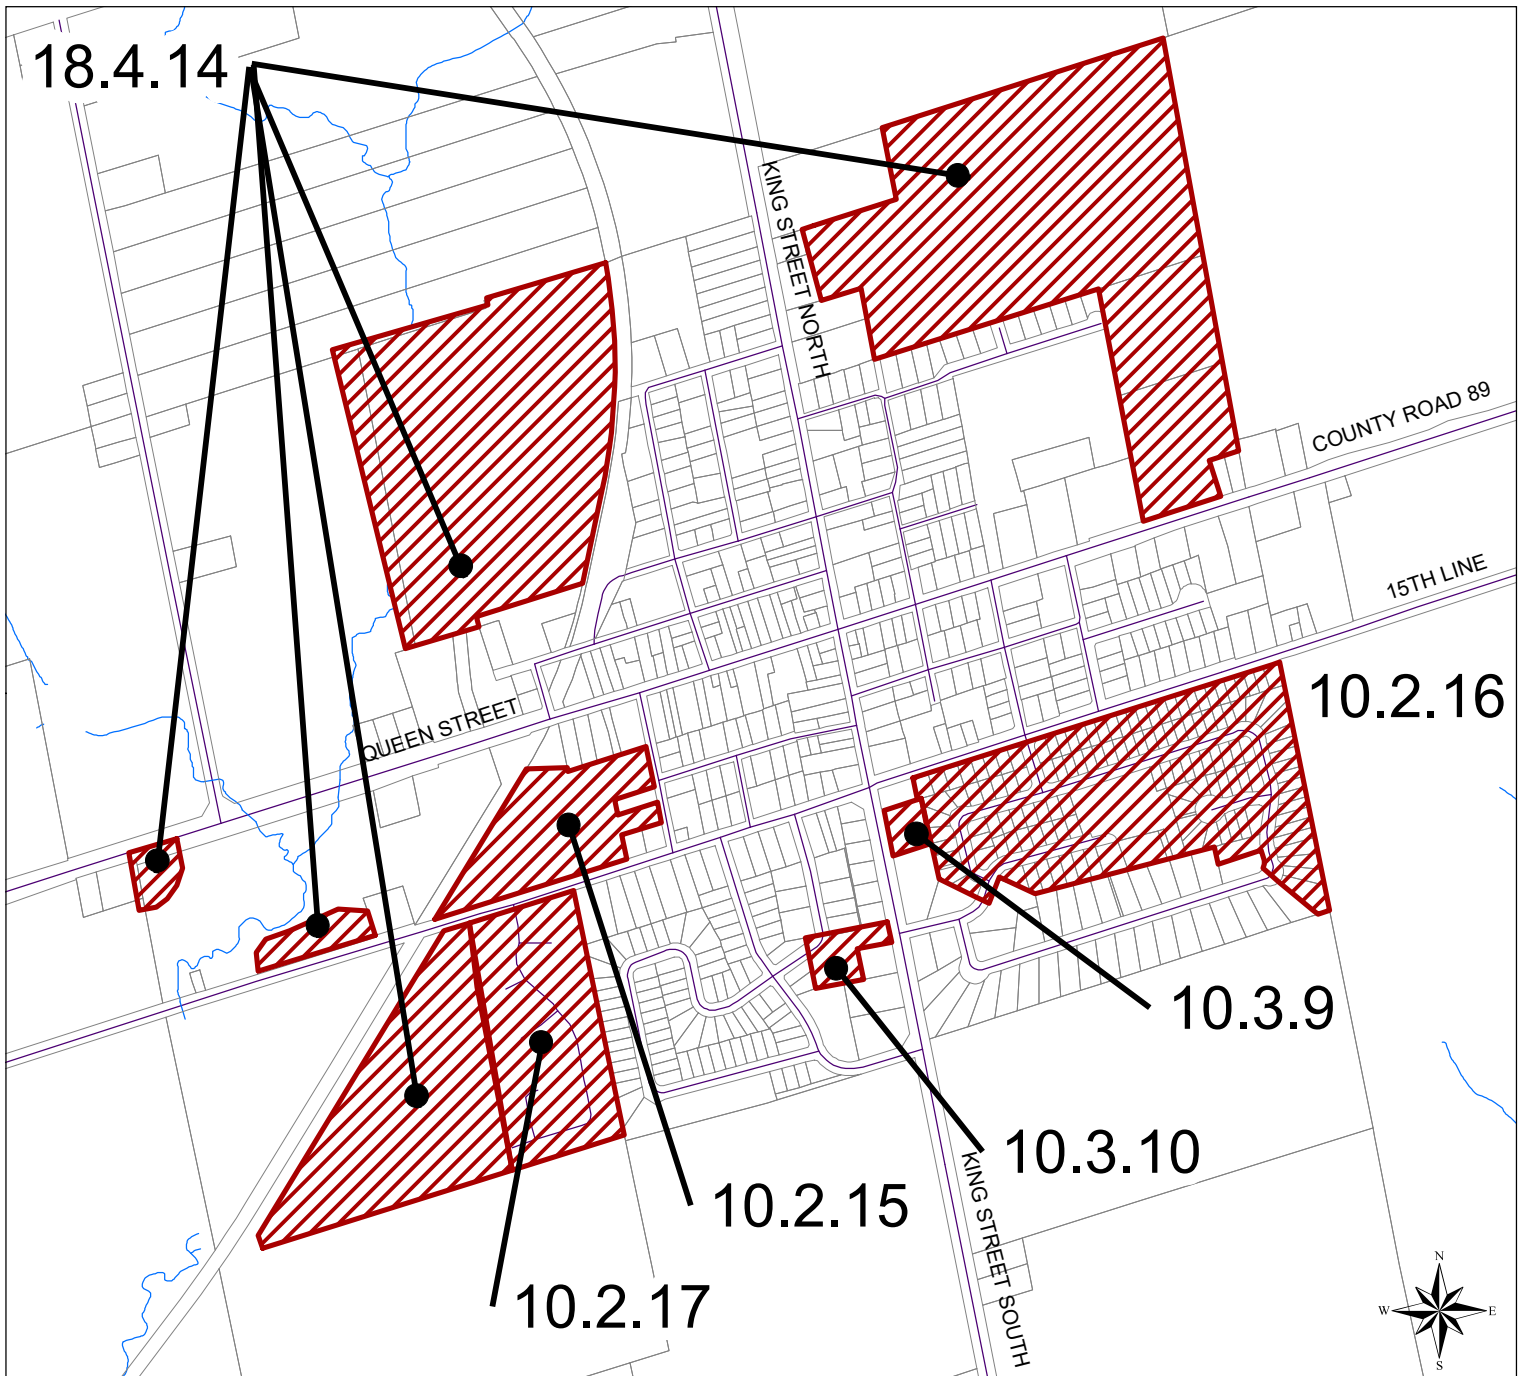 18.4.14
KING STREET NORTH
COUNTY ROAD 89
15TH LINE
10.2.16
QUEEN STREET
10.3.9
10.3.10
10.2.15
KING STREET SOUTH
10.2.17
N
W E
S